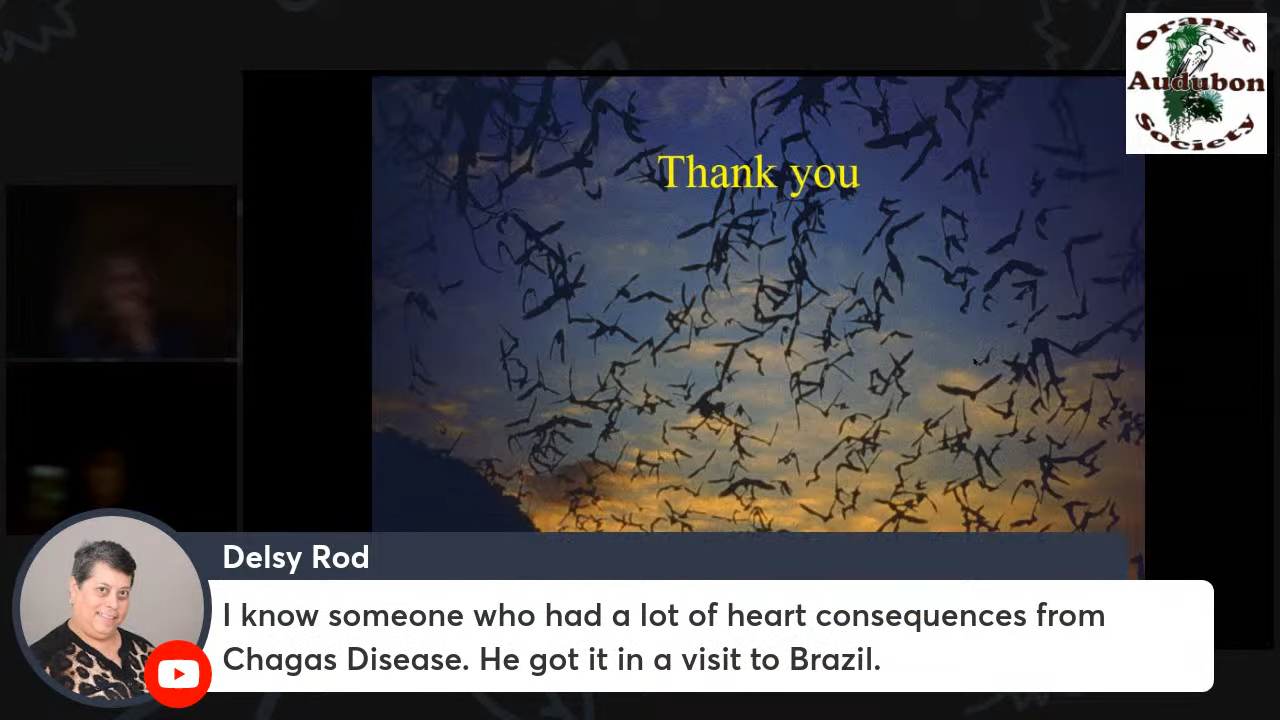 Orange
Audubon
Society
Thank you
Delsy Rod
I know someone who had a lot of heart consequences from
Chagas Disease. He got it in a visit to Brazil.